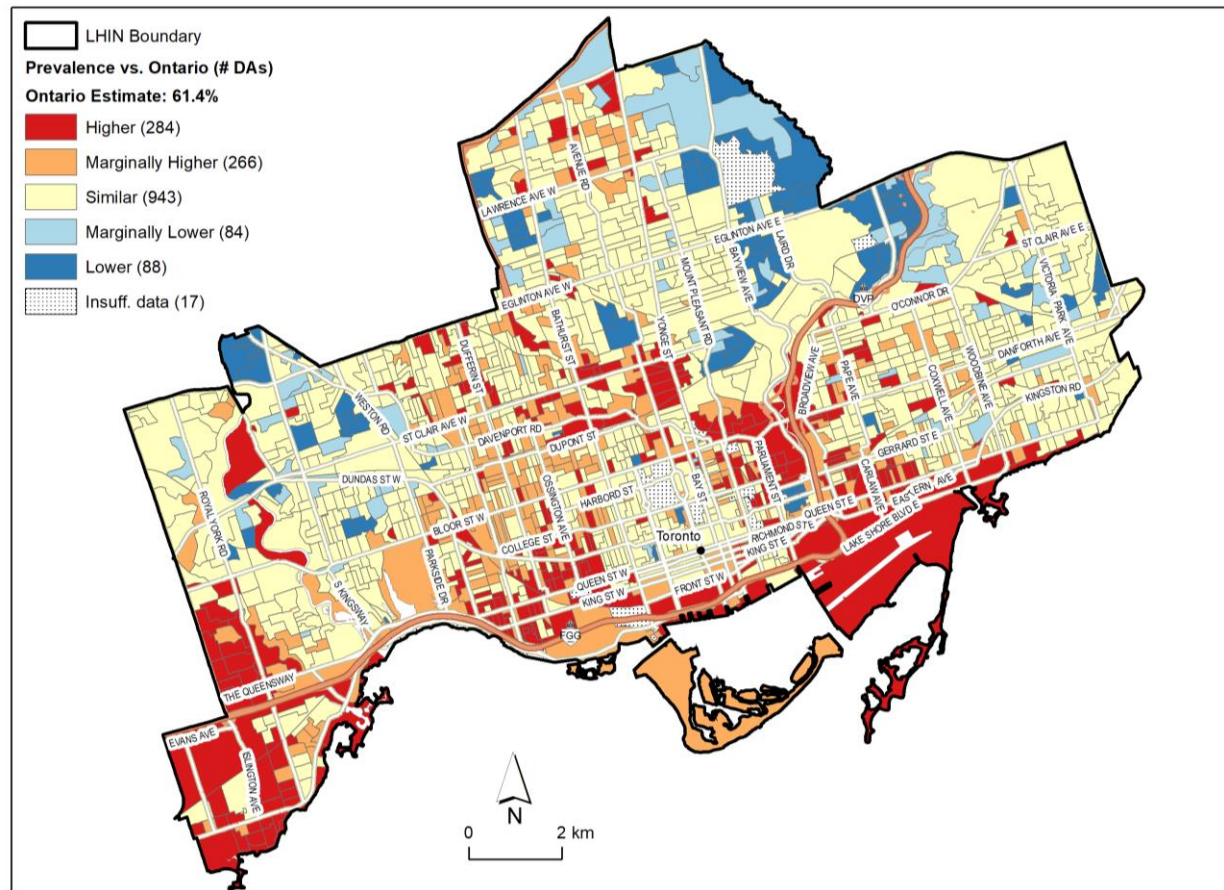 LHIN Boundary
Prevalence vs. Ontario (# DAs)
Ontario Estimate: 61.4%
Higher (284)
Marginally Higher (266)
Similar (943)
Marginally Lower (84)
Lower (88)
Insuff. data (17)
AVENUE RD
LAWRENCE AVE W
EGLINTON AVE E
LAIRD DR
BAYVIEW AVE
MOUNT PLEASANT RD
ST CLAIR AVE E
VICTORIA PARK AVE
EGLINTON AVE W
BATHURST ST
YONGE ST
DVP
O'CONNOR DR
DUFFERIN ST
BROADVIEW AVE
PAPE AVE
COXWELL AVE
WOODBINE AVE
DANFORTH AVE
KINGSTON RD
WESTON RD
ST CLAIR AVE W
DAVENPORT RD
DUPONT ST
PARLIAMENT ST
GERRARD ST E
CARLAW AVE
DUNDAS ST W
OSSINGTON AVE
HARBORD ST
BAY ST
ROYAL YORK RD
BLOOR ST W
COLLEGE ST
Toronto
QUEEN ST E
EASTERN AVE
RICHMOND ST E
KING ST E
LAKE SHORE BLVD E
PARKSIDE DR
QUEEN ST W
KING ST W
FRONT ST W
S KINGSWAY
FGG
THE QUEENSWAY
EVANS AVE
ISLINGTON AVE
N
0 2 km